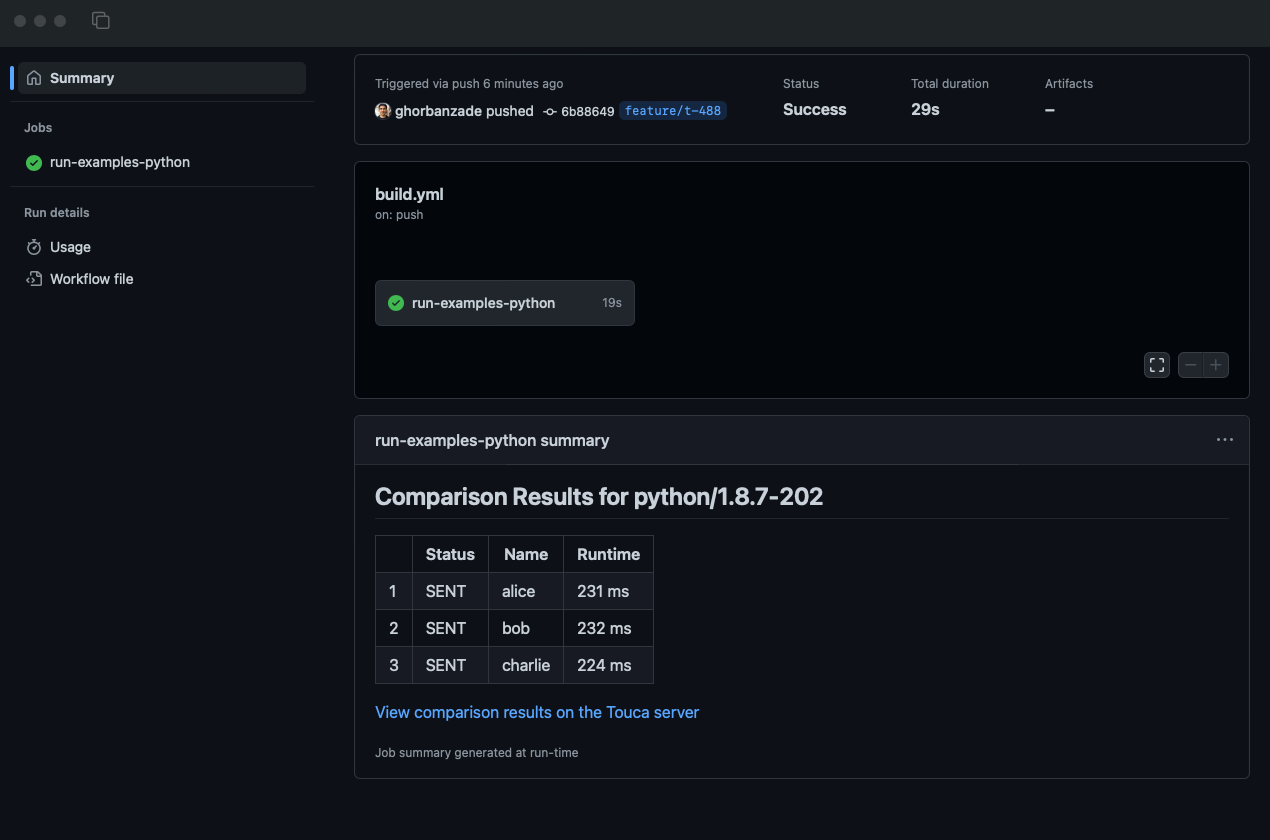 Summary
Jobs
run-examples-python
Run details
Usage
Workflow file
Triggered via push 6 minutes ago
ghorbanzade pushed 6b88649 feature/t-488
Status
Success
Total duration
29s
Artifacts
–
build.yml
on: push
run-examples-python 19s
run-examples-python summary
Comparison Results for python/1.8.7-202
Status Name Runtime
1 SENT alice 231 ms
2 SENT bob 232 ms
3 SENT charlie 224 ms
View comparison results on the Touca server
Job summary generated at run-time